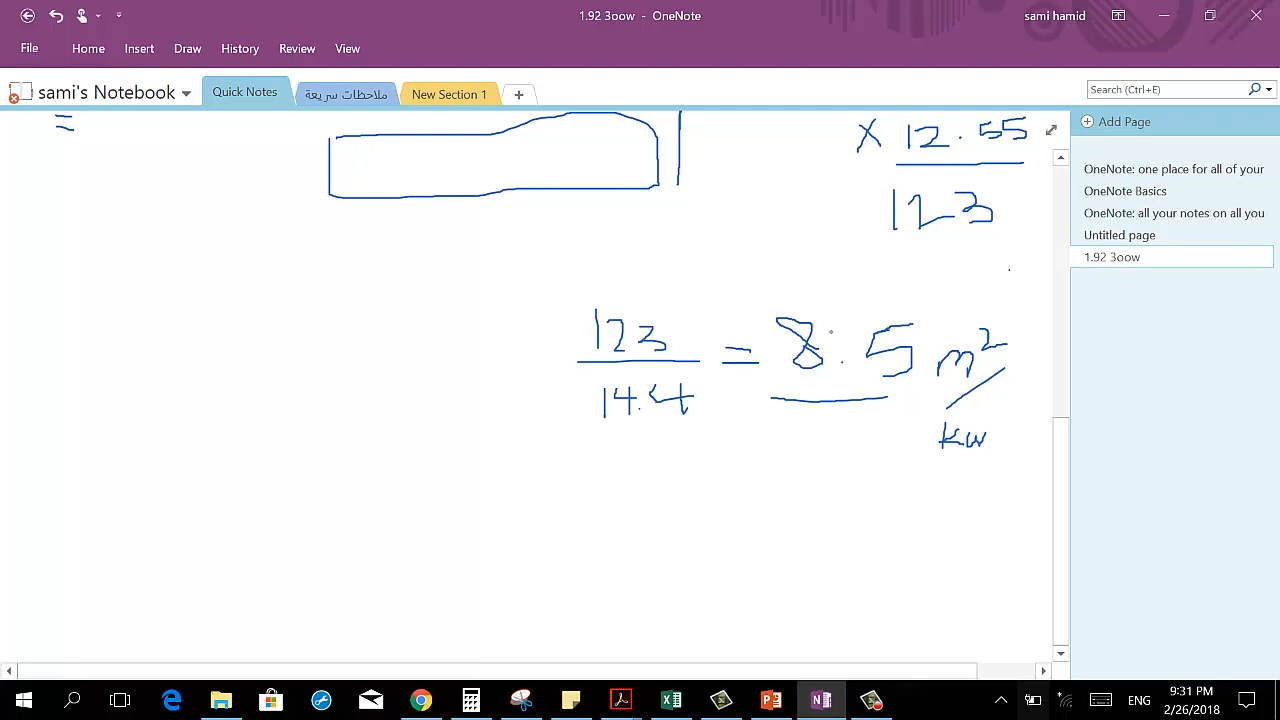 1.92 3oow - OneNote
sami hamid
File Home Insert Draw History Review View
sami's Notebook
Quick Notes
ملاحظات سريعة
New Section 1
Search (Ctrl+E)
Add Page
OneNote: one place for all of your
OneNote Basics
OneNote: all your notes on all you
Untitled page
1.92 3oow
=
x 12.55
123
123
14.4 = 8.5 m²/kw
ENG
9:31 PM
2/26/2018